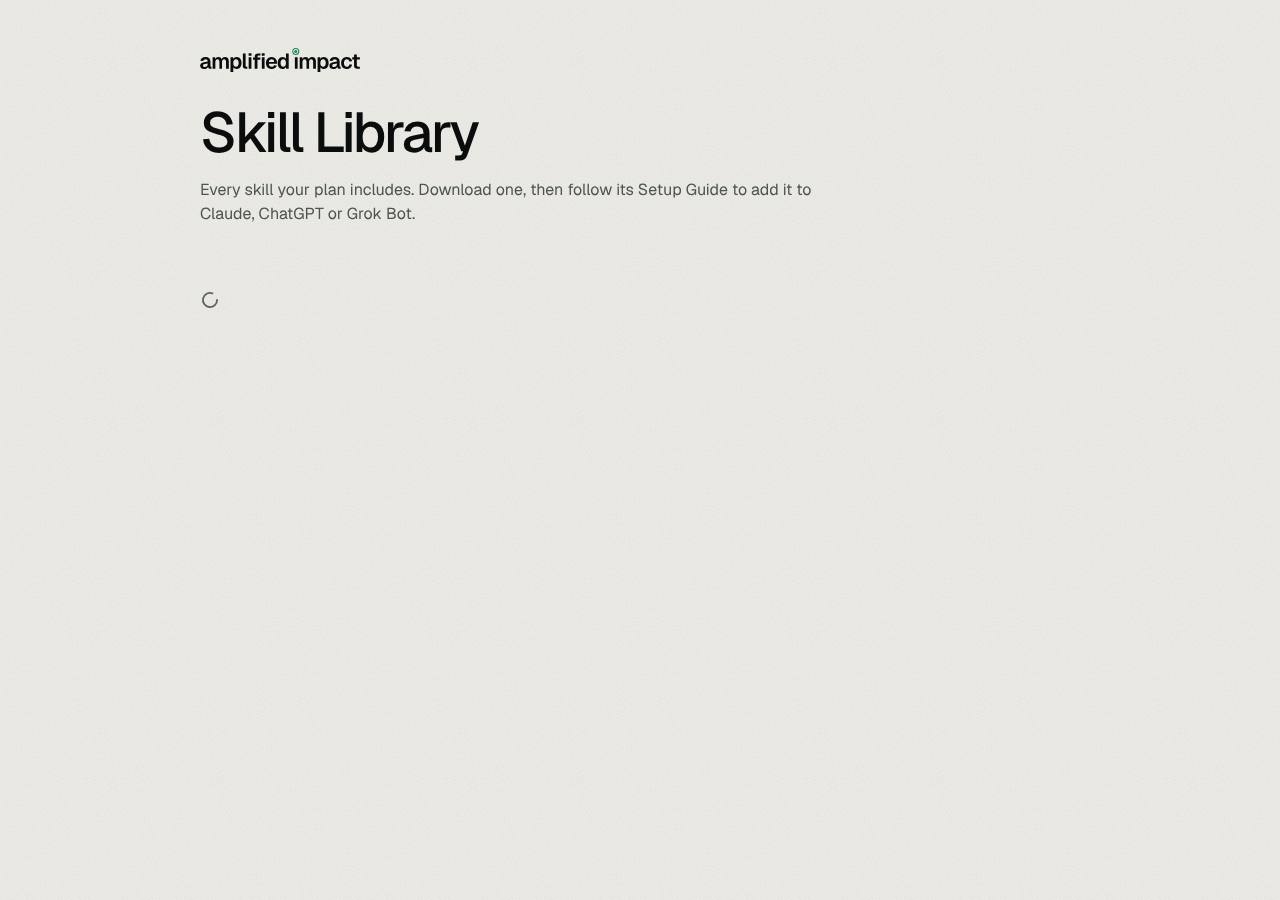 amplified impact
Skill Library
Every skill your plan includes. Download one, then follow its Setup Guide to add it to
Claude, ChatGPT or Grok Bot.